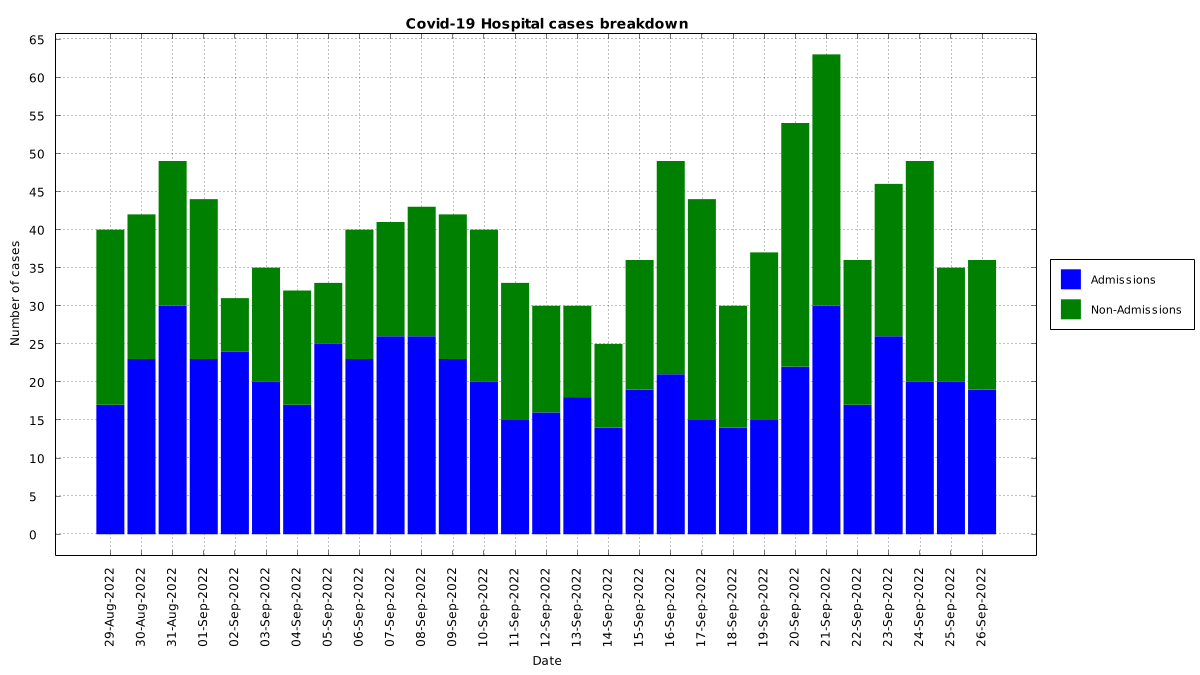 Covid-19 Hospital cases breakdown
65
60
55
50
45
40
35
30
25
20
15
10
5
0
Number of cases
Admissions
Non-Admissions
29-Aug-2022
30-Aug-2022
31-Aug-2022
01-Sep-2022
02-Sep-2022
03-Sep-2022
04-Sep-2022
05-Sep-2022
06-Sep-2022
07-Sep-2022
08-Sep-2022
09-Sep-2022
10-Sep-2022
11-Sep-2022
12-Sep-2022
13-Sep-2022
14-Sep-2022
15-Sep-2022
16-Sep-2022
17-Sep-2022
18-Sep-2022
19-Sep-2022
20-Sep-2022
21-Sep-2022
22-Sep-2022
23-Sep-2022
24-Sep-2022
25-Sep-2022
26-Sep-2022
Date